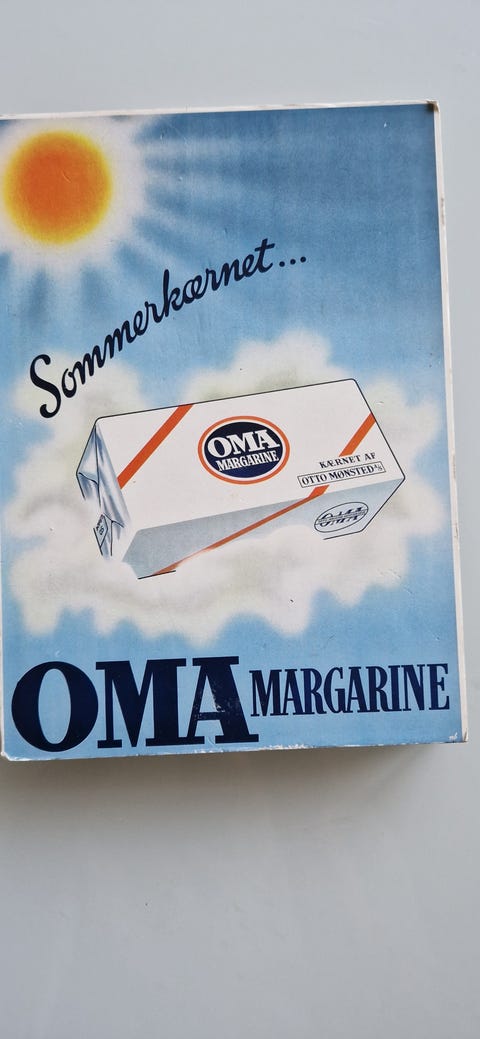 Sommerkærnet...
OMA
MARGARINE
KÆRNET AF
OTTO MØNSTED A/S
OMA MARGARINE